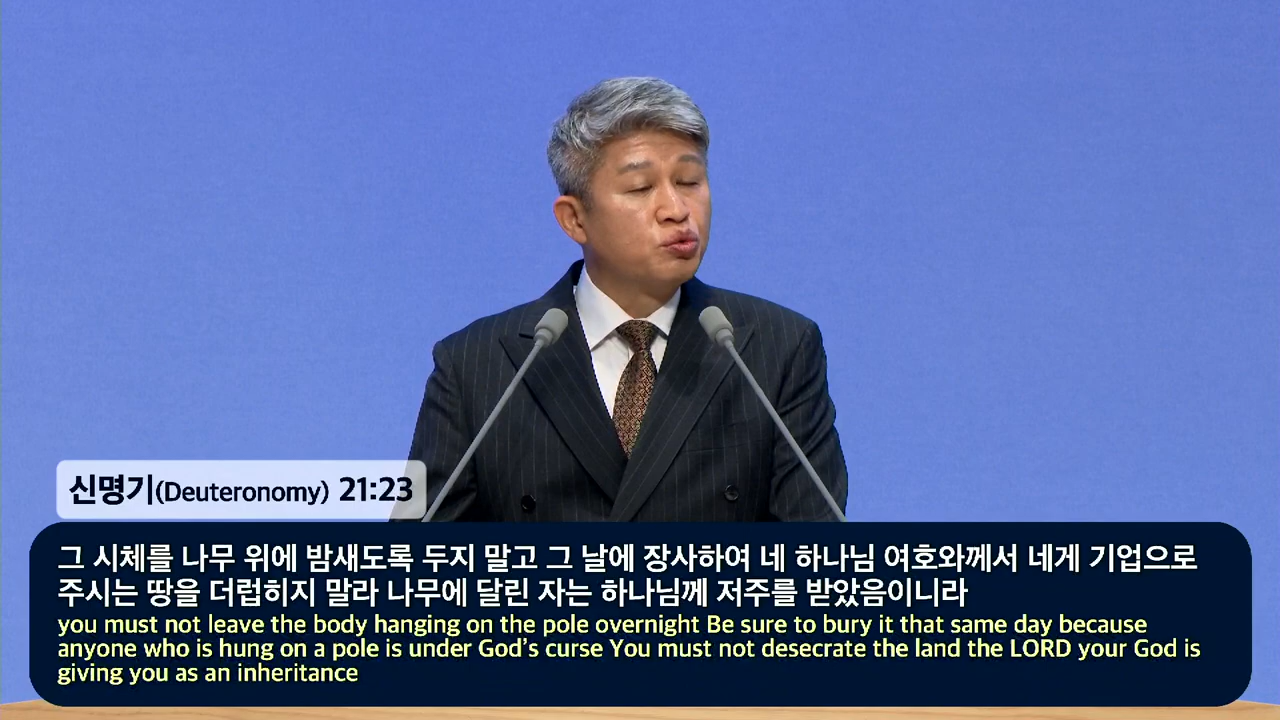 신명기(Deuteronomy) 21:23
그 시체를 나무 위에 밤새도록 두지 말고 그 날에 장사하여 네 하나님 여호와께서 네게 기업으로
주시는 땅을 더럽히지 말라 나무에 달린 자는 하나님께 저주를 받았음이니라
you must not leave the body hanging on the pole overnight Be sure to bury it that same day because
anyone who is hung on a pole is under God's curse You must not desecrate the land the LORD your God is
giving you as an inheritance